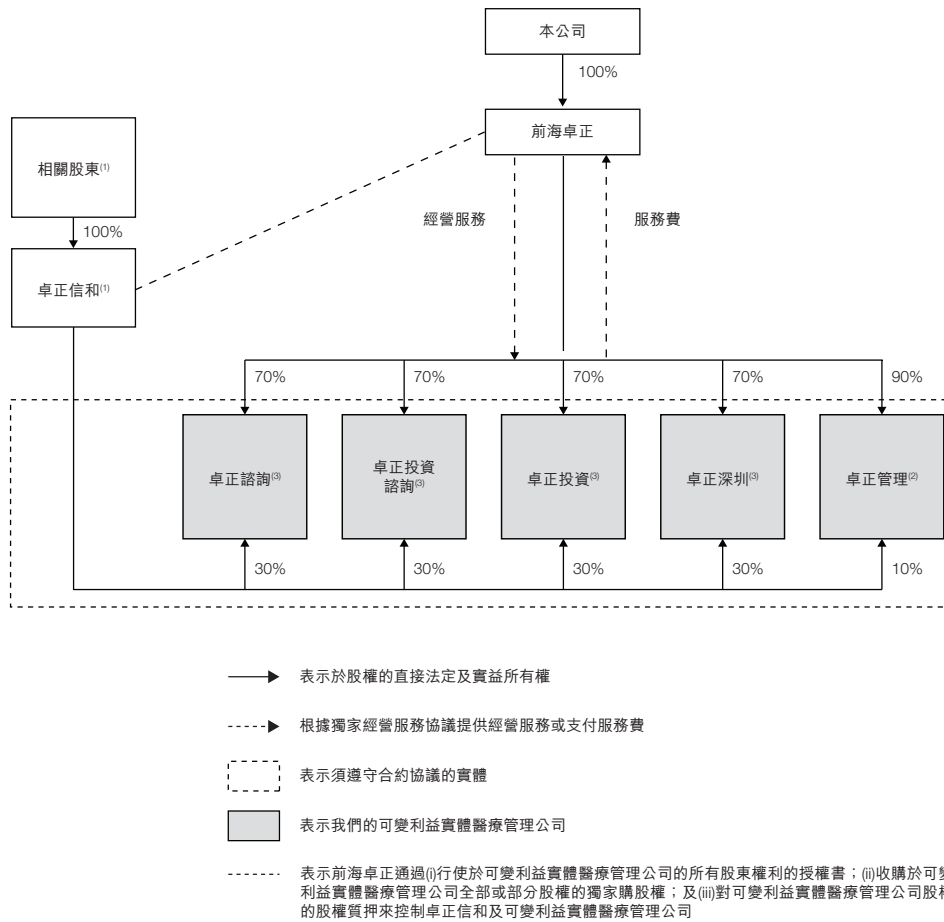 本公司
100%
前海卓正
相關股東(1)
經營服務
服務費
100%
卓正信和(1)
70%
70%
70%
70%
90%
卓正諮詢(3)
卓正投資
諮詢(3)
卓正投資(3)
卓正深圳(3)
卓正管理(2)
30%
30%
30%
30%
10%
表示於股權的直接法定及實益所有權
根據獨家經營服務協議提供經營服務或支付服務費
表示須遵守合約協議的實體
表示我們的可變利益實體醫療管理公司
表示前海卓正通過(i)行使於可變利益實體醫療管理公司的所有股東權利的授權書；(ii)收購於可變
利益實體醫療管理公司全部或部分股權的獨家購股權；及(iii)對可變利益實體醫療管理公司股權
的股權質押來控制卓正信和及可變利益實體醫療管理公司